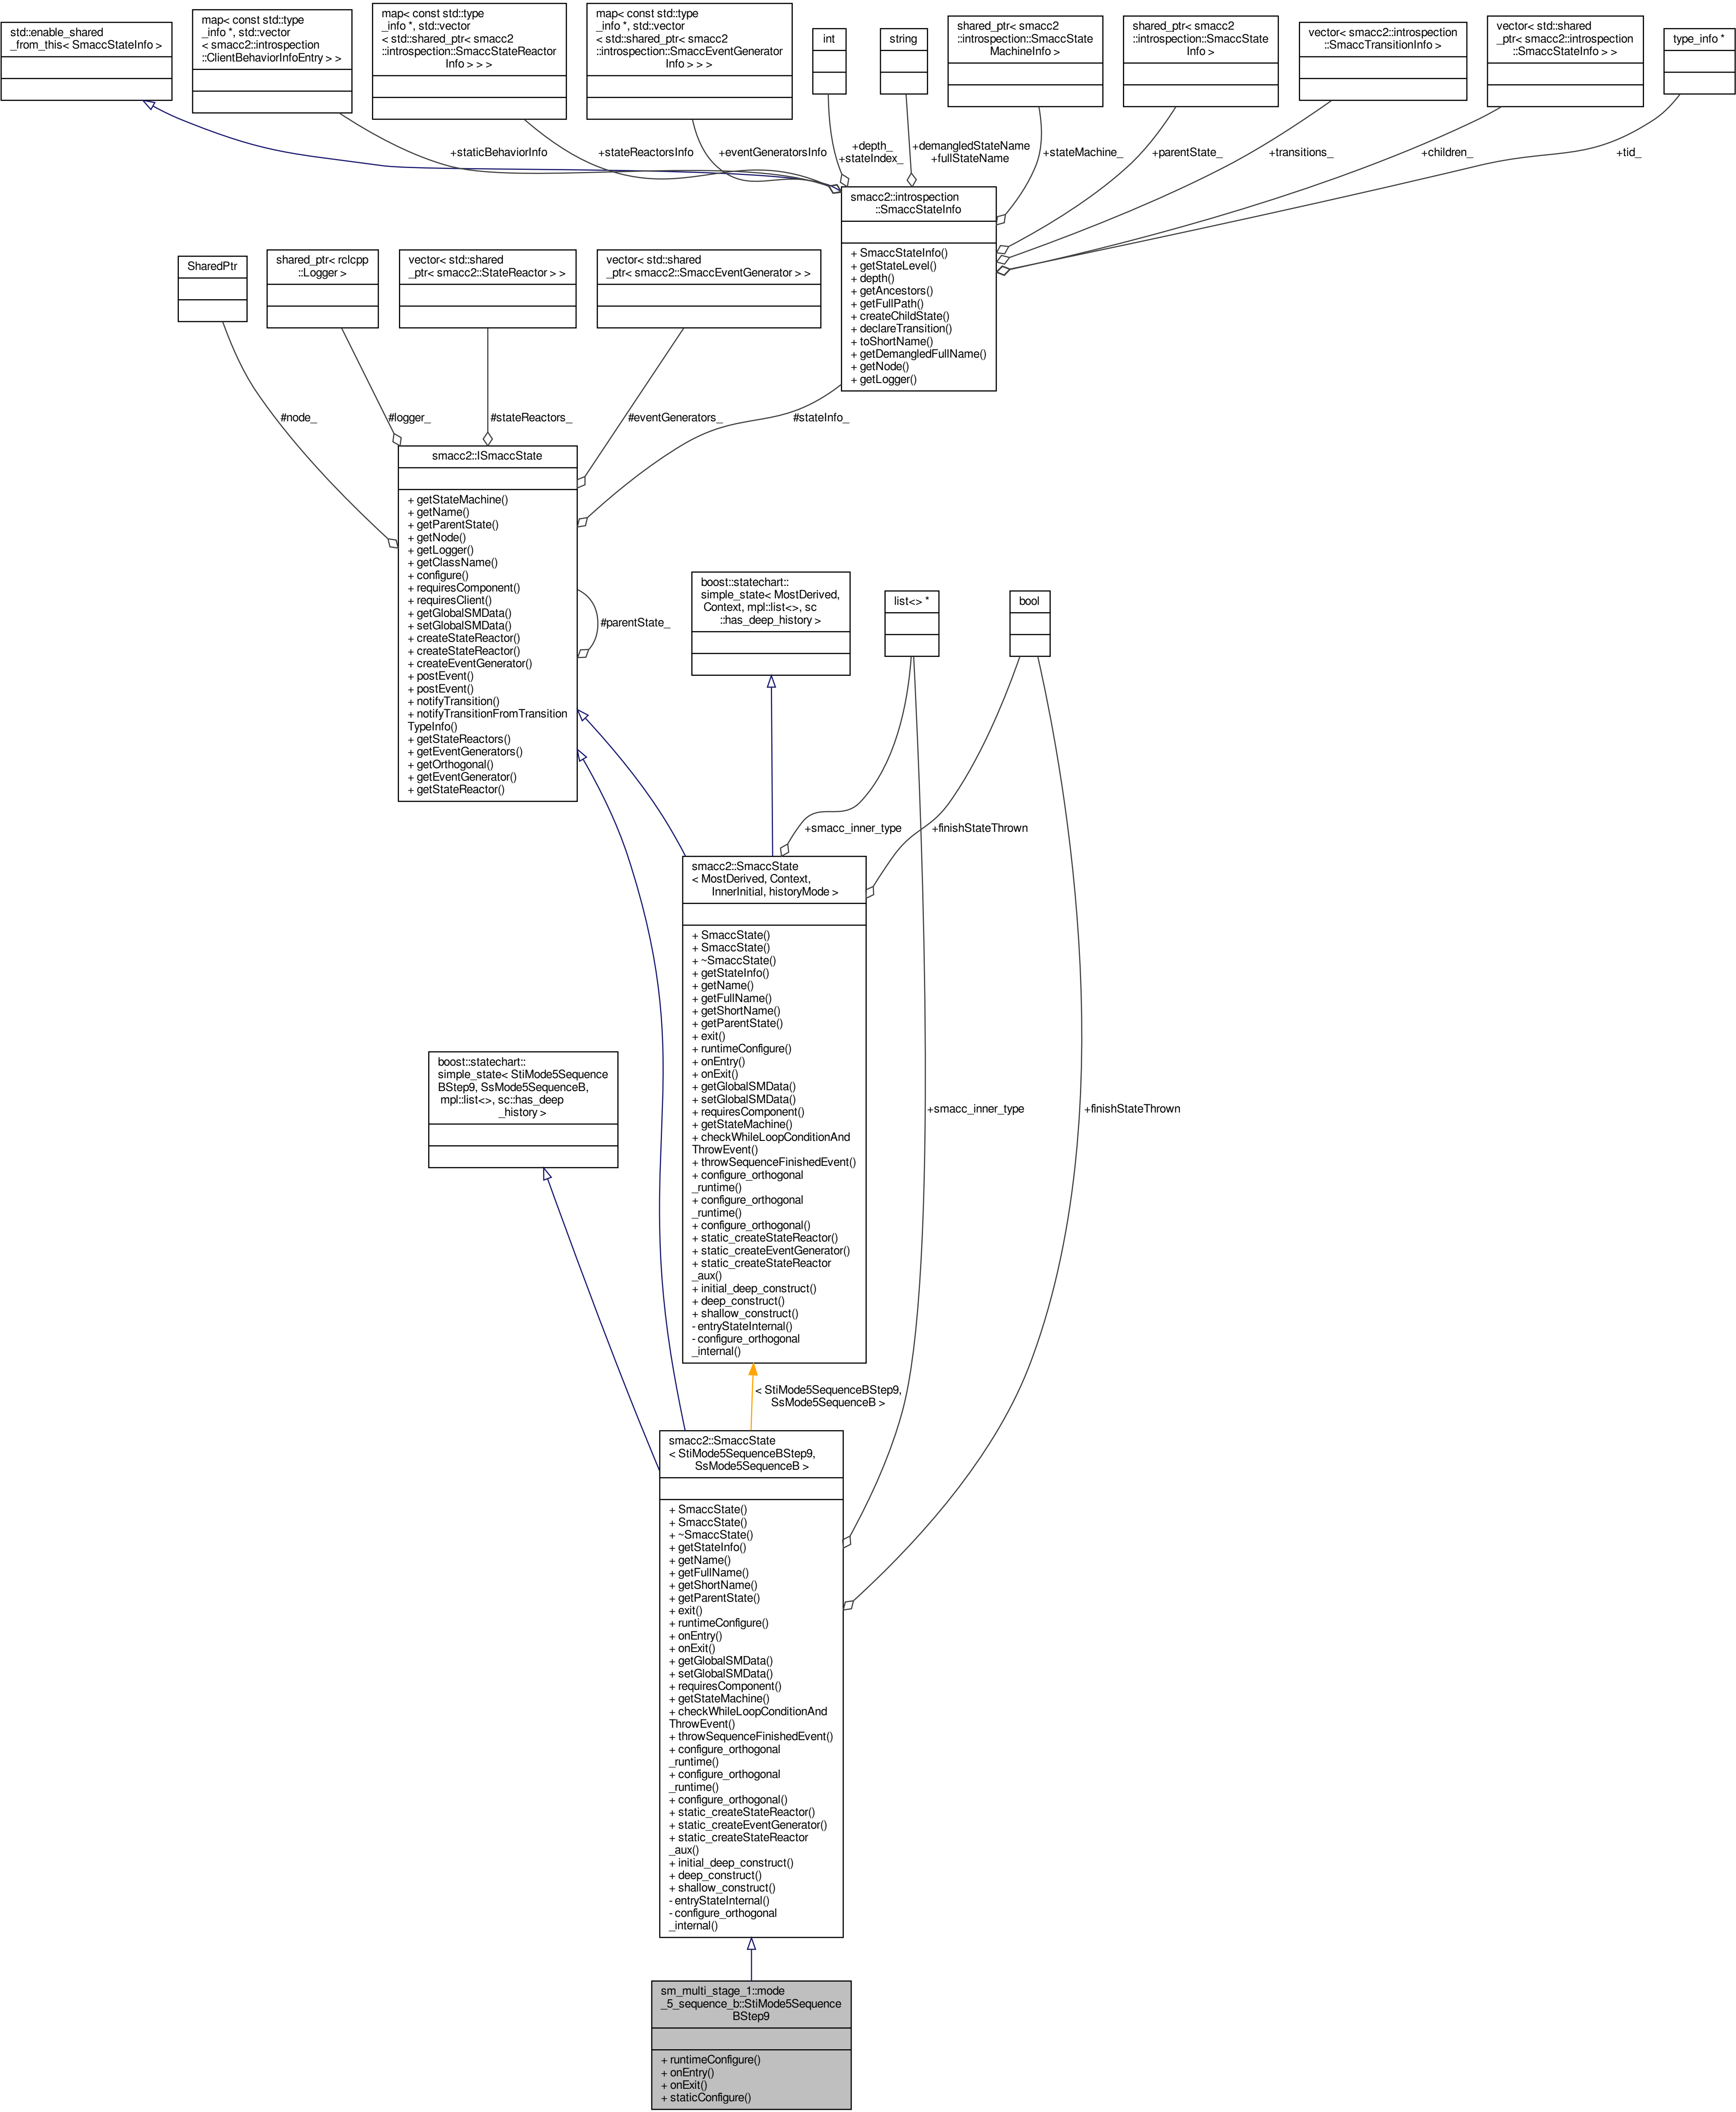 std::enable_shared
_from_this< SmaccStateInfo >
map< const std::type
_info *, std::vector
< smacc2::introspection
::ClientBehaviorInfoEntry > >
map< const std::type
_info *, std::vector
< std::shared_ptr< smacc2
::introspection::SmaccStateReactor
Info > > >
map< const std::type
_info *, std::vector
< std::shared_ptr< smacc2
::introspection::SmaccEventGenerator
Info > > >
int
string
shared_ptr< smacc2
::introspection::SmaccState
MachineInfo >
shared_ptr< smacc2
::introspection::SmaccState
Info >
vector< smacc2::introspection
::SmaccTransitionInfo >
vector< std::shared
_ptr< smacc2::introspection
::SmaccStateInfo > >
type_info *
+staticBehaviorInfo
+stateReactorsInfo
+eventGeneratorsInfo
+depth_
+stateIndex_
+demangledStateName
+fullStateName
+stateMachine_
+parentState_
+transitions_
+children_
+tid_
smacc2::introspection
::SmaccStateInfo
+ SmaccStateInfo()
+ getStateLevel()
+ depth()
+ getAncestors()
+ getFullPath()
+ createChildState()
+ declareTransition()
+ toShortName()
+ getDemangledFullName()
+ getNode()
+ getLogger()
SharedPtr
shared_ptr< rclcpp
::Logger >
vector< std::shared
_ptr< smacc2::StateReactor > >
vector< std::shared
_ptr< smacc2::SmaccEventGenerator > >
#node_
#logger_
#stateReactors_
#eventGenerators_
#stateInfo_
smacc2::ISmaccState
+ getStateMachine()
+ getName()
+ getParentState()
+ getNode()
+ getLogger()
+ getClassName()
+ configure()
+ requiresComponent()
+ requiresClient()
+ getGlobalSMData()
+ setGlobalSMData()
+ createStateReactor()
+ createStateReactor()
+ createEventGenerator()
+ postEvent()
+ postEvent()
+ notifyTransition()
+ notifyTransitionFromTransition
TypeInfo()
+ getStateReactors()
+ getEventGenerators()
+ getOrthogonal()
+ getEventGenerator()
+ getStateReactor()
#parentState_
boost::statechart::
simple_state< MostDerived,
Context, mpl::list<>, sc
::has_deep_history >
list<> *
bool
+smacc_inner_type
+finishStateThrown
smacc2::SmaccState
< MostDerived, Context,
InnerInitial, historyMode >
+ SmaccState()
+ SmaccState()
+ ~SmaccState()
+ getStateInfo()
+ getName()
+ getFullName()
+ getShortName()
+ getParentState()
+ exit()
+ runtimeConfigure()
+ onEntry()
+ onExit()
+ getGlobalSMData()
+ setGlobalSMData()
+ requiresComponent()
+ getStateMachine()
+ checkWhileLoopConditionAnd
ThrowEvent()
+ throwSequenceFinishedEvent()
+ configure_orthogonal
_runtime()
+ configure_orthogonal
_runtime()
+ configure_orthogonal()
+ static_createStateReactor()
+ static_createEventGenerator()
+ static_createStateReactor
_aux()
+ initial_deep_construct()
+ deep_construct()
+ shallow_construct()
- entryStateInternal()
- configure_orthogonal
_internal()
boost::statechart::
simple_state< StiMode5Sequence
BStep9, SsMode5SequenceB,
mpl::list<>, sc::has_deep
_history >
+smacc_inner_type
+finishStateThrown
< StiMode5SequenceBStep9,
SsMode5SequenceB >
smacc2::SmaccState
< StiMode5SequenceBStep9,
SsMode5SequenceB >
+ SmaccState()
+ SmaccState()
+ ~SmaccState()
+ getStateInfo()
+ getName()
+ getFullName()
+ getShortName()
+ getParentState()
+ exit()
+ runtimeConfigure()
+ onEntry()
+ onExit()
+ getGlobalSMData()
+ setGlobalSMData()
+ requiresComponent()
+ getStateMachine()
+ checkWhileLoopConditionAnd
ThrowEvent()
+ throwSequenceFinishedEvent()
+ configure_orthogonal
_runtime()
+ configure_orthogonal
_runtime()
+ configure_orthogonal()
+ static_createStateReactor()
+ static_createEventGenerator()
+ static_createStateReactor
_aux()
+ initial_deep_construct()
+ deep_construct()
+ shallow_construct()
- entryStateInternal()
- configure_orthogonal
_internal()
sm_multi_stage_1::mode
_5_sequence_b::StiMode5Sequence
BStep9
+ runtimeConfigure()
+ onEntry()
+ onExit()
+ staticConfigure()